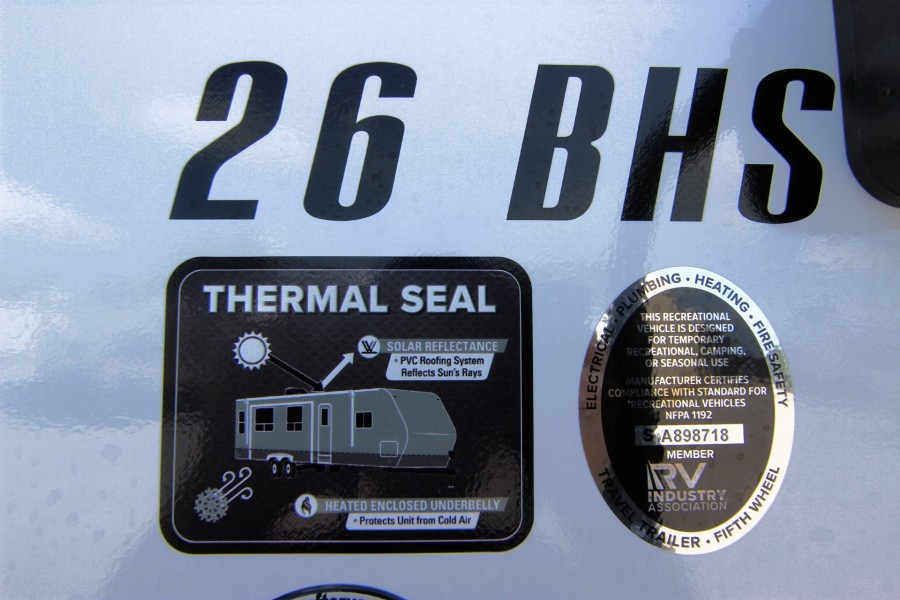 26 BHS
THERMAL SEAL
SOLAR REFLECTANCE
• PVC Roofing System
Reflects Sun's Rays
HEATED ENCLOSED UNDERBELLY
• Protects Unit from Cold Air
ELECTRICAL • PLUMBING • HEATING • FIRE SAFETY
THIS RECREATIONAL
VEHICLE IS DESIGNED
FOR TEMPORARY
RECREATIONAL, CAMPING,
OR SEASONAL USE
MANUFACTURER CERTIFIES
COMPLIANCE WITH STANDARD FOR
RECREATIONAL VEHICLES
NFPA 1192
A898718
MEMBER
RV
INDUSTRY
ASSOCIATION
TRAVEL TRAILER • FIFTH WHEEL